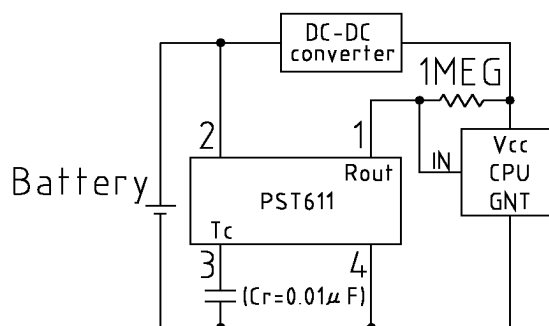 DC-DC
converter
1MEG
2
1
Vcc
IN
Rout
CPU
Battery
PST611
GNT
Tc
3
4
(Cr=0.01μF)